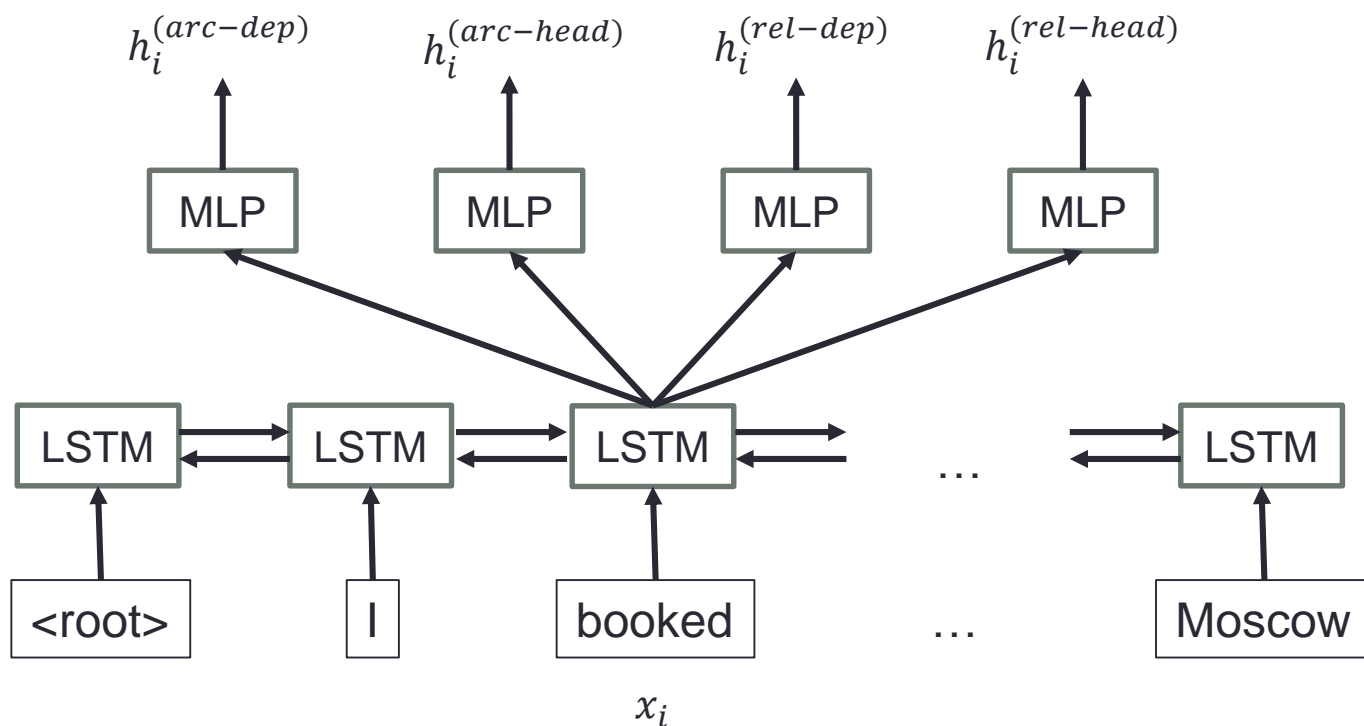 h_i^{(arc-dep)} h_i^{(arc-head)} h_i^{(rel-dep)} h_i^{(rel-head)}
MLP MLP MLP MLP
LSTM LSTM LSTM ... LSTM
<root> I booked ... Moscow
x_i